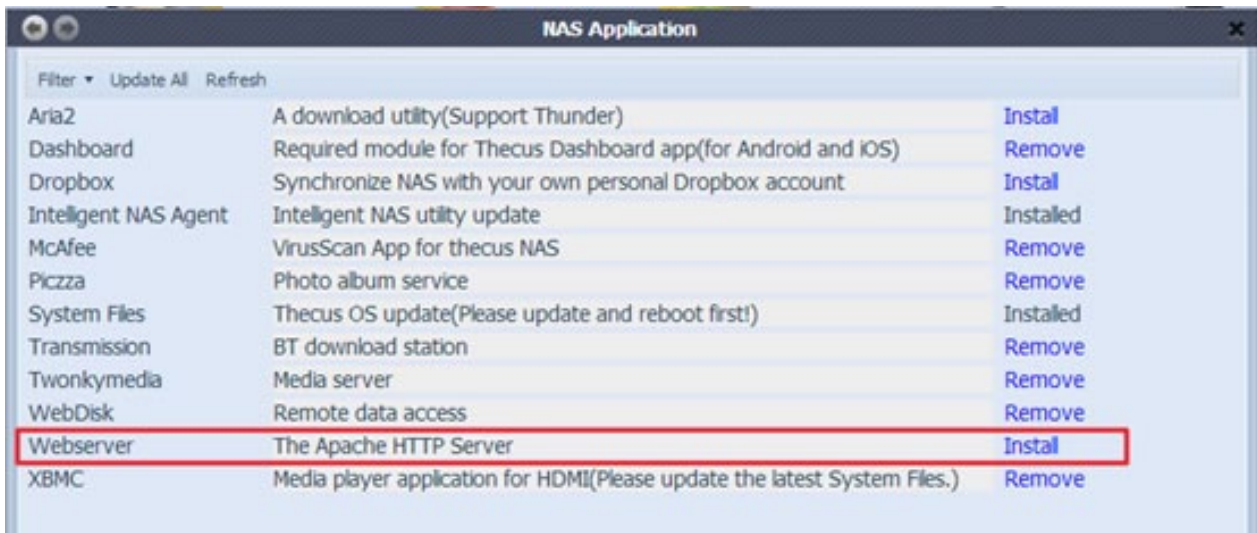 NAS Application
Filter Update All Refresh
Aria2 A download utility(Support Thunder) Install
Dashboard Required module for Thecus Dashboard app(for Android and iOS) Remove
Dropbox Synchronize NAS with your own personal Dropbox account Install
Intelligent NAS Agent Intelligent NAS utility update Installed
McAfee VirusScan App for thecus NAS Remove
Piczza Photo album service Remove
System Files Thecus OS update(Please update and reboot first!) Installed
Transmission BT download station Remove
Twonkymedia Media server Remove
WebDisk Remote data access Remove
Webserver The Apache HTTP Server Install
XBMC Media player application for HDMI(Please update the latest System Files.) Remove